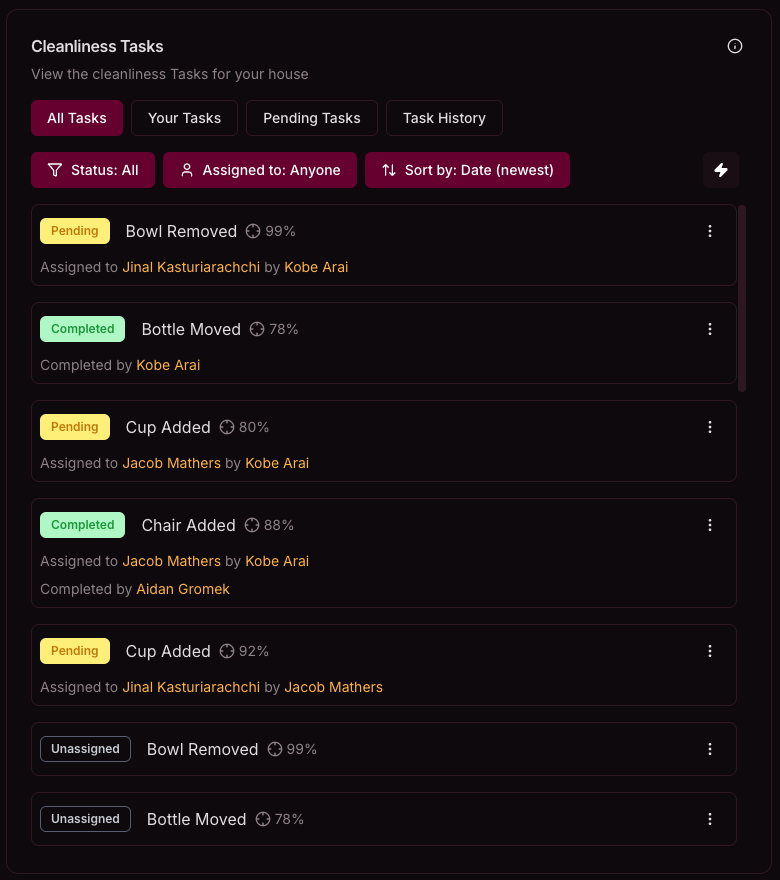 Cleanliness Tasks
View the cleanliness Tasks for your house
All Tasks Your Tasks Pending Tasks Task History
Status: All Assigned to: Anyone Sort by: Date (newest)
Pending Bowl Removed 99%
Assigned to Jinal Kasturiarachchi by Kobe Arai
Completed Bottle Moved 78%
Completed by Kobe Arai
Pending Cup Added 80%
Assigned to Jacob Mathers by Kobe Arai
Completed Chair Added 88%
Assigned to Jacob Mathers by Kobe Arai
Completed by Aidan Gromek
Pending Cup Added 92%
Assigned to Jinal Kasturiarachchi by Jacob Mathers
Unassigned Bowl Removed 99%
Unassigned Bottle Moved 78%